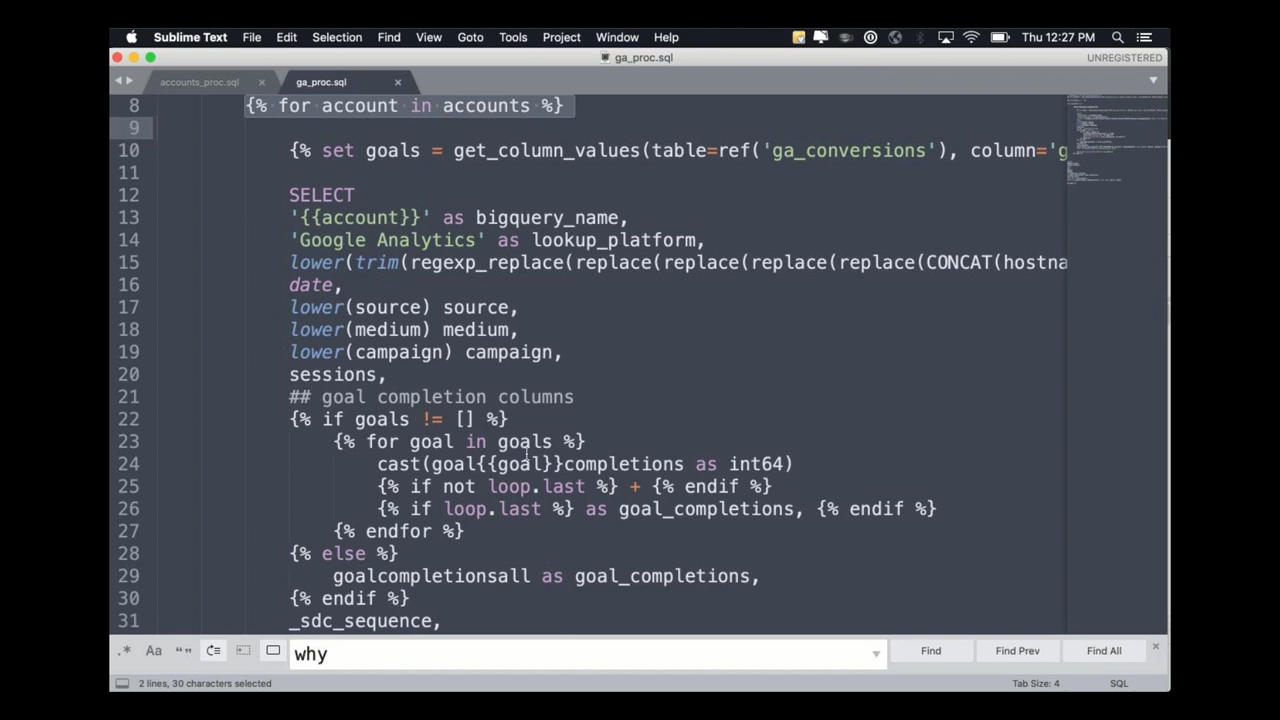 Sublime Text File Edit Selection Find View Goto Tools Project Window Help Thu 12:27 PM
ga_proc.sql UNREGISTERED
accounts_proc.sql × ga_proc.sql ×
8 {% for account in accounts %}
9
10 {% set goals = get_column_values(table=ref('ga_conversions'), column='g
11
12 SELECT
13 '{{account}}' as bigquery_name,
14 'Google Analytics' as lookup_platform,
15 lower(trim(regexp_replace(replace(replace(replace(replace(CONCAT(hostna
16 date,
17 lower(source) source,
18 lower(medium) medium,
19 lower(campaign) campaign,
20 sessions,
21 ## goal completion columns
22 {% if goals != [] %}
23 {% for goal in goals %}
24 cast(goal{{goal}}completions as int64)
25 {% if not loop.last %} + {% endif %}
26 {% if loop.last %} as goal_completions, {% endif %}
27 {% endfor %}
28 {% else %}
29 goalcompletionsall as goal_completions,
30 {% endif %}
31 _sdc_sequence,
.* Aa “” why Find Find Prev Find All ×
2 lines, 30 characters selected Tab Size: 4 SQL